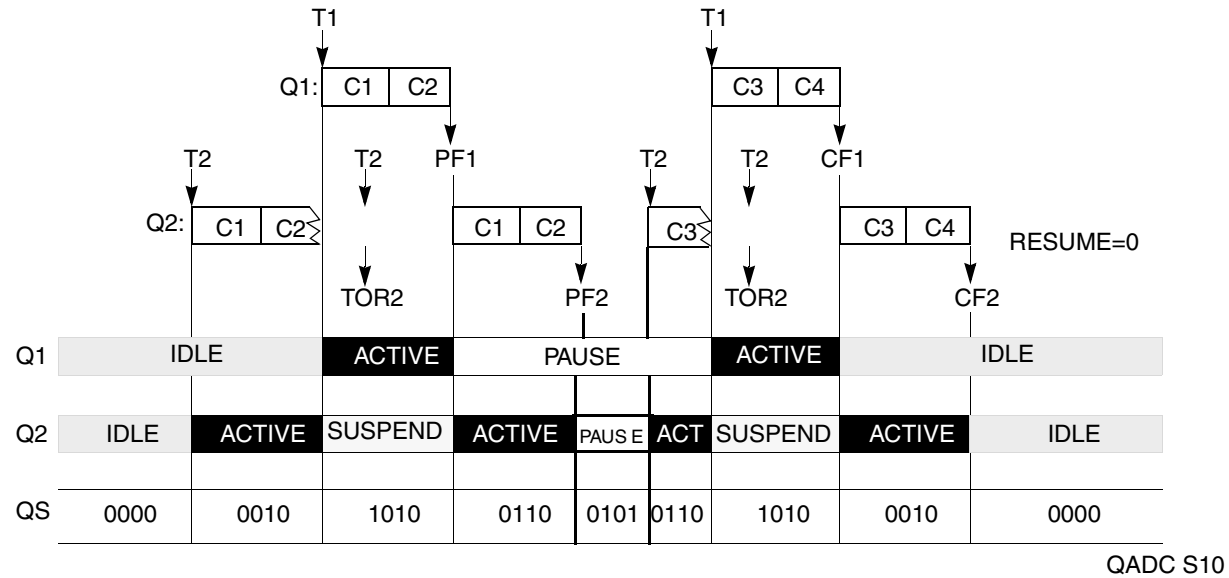 T1 T1
Q1: C1 C2 C3 C4
T2 T2 PF1 T2 T2 CF1
Q2: C1 C2 C1 C2 C3 C3 C4 RESUME=0
TOR2 PF2 TOR2 CF2
Q1 IDLE ACTIVE PAUSE ACTIVE IDLE
Q2 IDLE ACTIVE SUSPEND ACTIVE PAUSE ACT SUSPEND ACTIVE IDLE
QS 0000 0010 1010 0110 0101 0110 1010 0010 0000
QADC S10